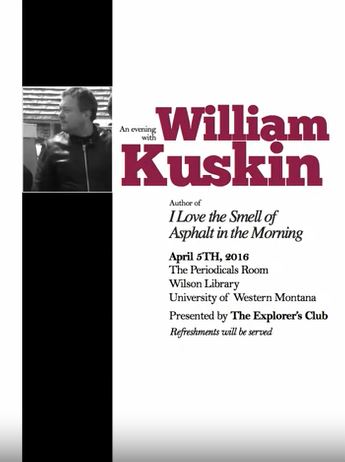 An evening
with
William
Kuskin
Author of
I Love the Smell of
Asphalt in the Morning
April 5TH, 2016
The Periodicals Room
Wilson Library
University of Western Montana
Presented by The Explorer's Club
Refreshments will be served